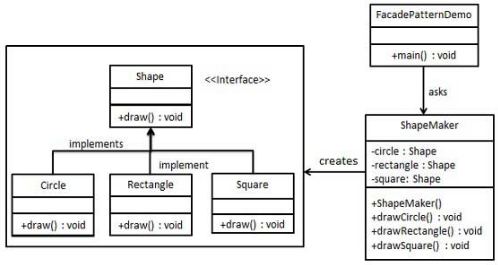 FacadePatternDemo
+main() : void
asks
Shape
<<Interface>>
+draw() : void
implements
implement
Circle
Rectangle
Square
+draw() : void
+draw() : void
+draw() : void
creates
ShapeMaker
-circle : Shape
-rectangle : Shape
-square: Shape
+ShapeMaker()
+drawCircle() : void
+drawRectangle() : void
+drawSquare() : void